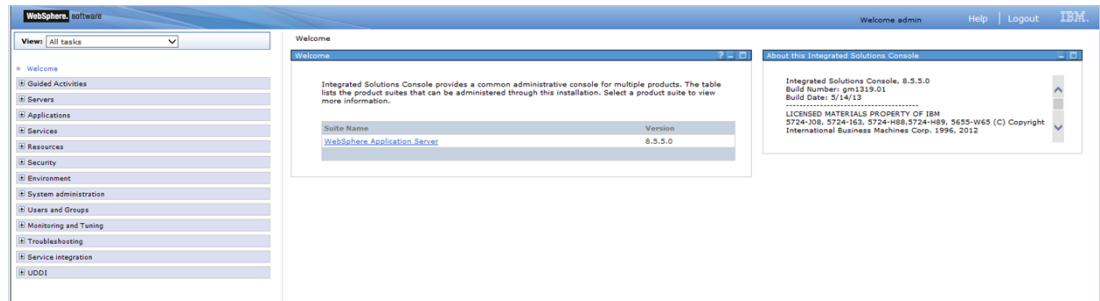 WebSphere. software
Welcome admin
Help
Logout
IBM.
View: All tasks
Welcome
Guided Activities
Servers
Applications
Services
Resources
Security
Environment
System administration
Users and Groups
Monitoring and Tuning
Troubleshooting
Service integration
UDDI
Welcome
Welcome
Integrated Solutions Console provides a common administrative console for multiple products. The table
lists the product suites that can be administered through this installation. Select a product suite to view
more information.
Suite Name Version
WebSphere Application Server 8.5.5.0
About this Integrated Solutions Console
Integrated Solutions Console, 8.5.5.0
Build Number: gm1319.01
Build Date: 5/14/13
----------------------------------
LICENSED MATERIALS PROPERTY OF IBM
5724-J08, 5724-I63, 5724-H88,5724-H89, 5655-W65 (C) Copyright
International Business Machines Corp. 1996, 2012